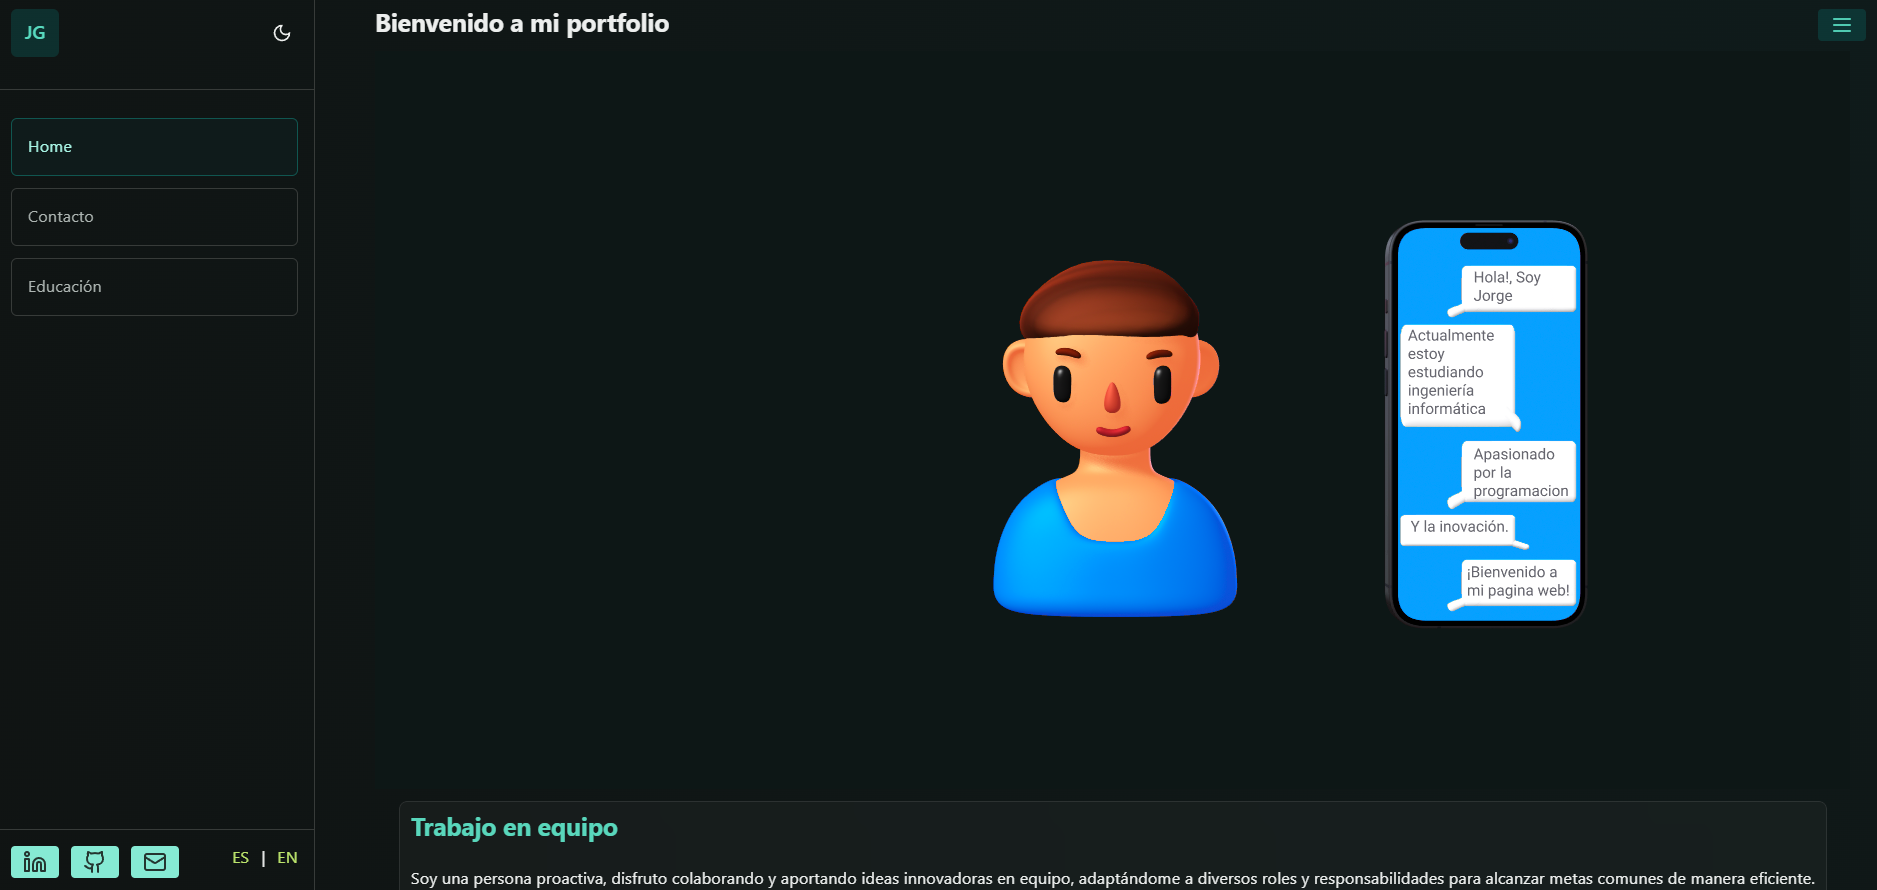 JG
Bienvenido a mi portfolio
Home
Contacto
Educación
Hola!, Soy
Jorge
Actualmente
estoy
estudiando
ingeniería
informática
Apasionado
por la
programacion
Y la inovación.
¡Bienvenido a
mi pagina web!
Trabajo en equipo
Soy una persona proactiva, disfruto colaborando y aportando ideas innovadoras en equipo, adaptándome a diversos roles y responsabilidades para alcanzar metas comunes de manera eficiente.
in
ES | EN